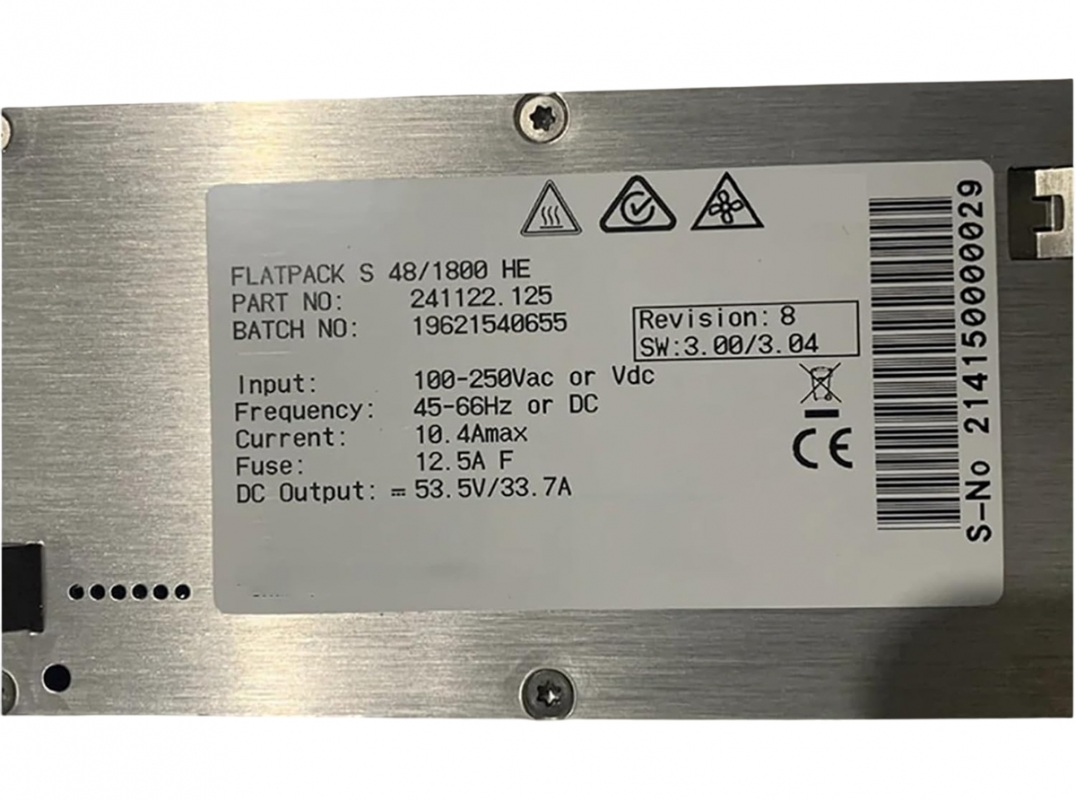 FLATPACK S 48/1800 HE
PART NO: 241122.125
BATCH NO: 19621540655
Revision: 8
SW:3.00/3.04
Input: 100-250Vac or Vdc
Frequency: 45-66Hz or DC
Current: 10.4Amax
Fuse: 12.5A F
DC Output: ⎓ 53.5V/33.7A
CE
S-No 214150000029